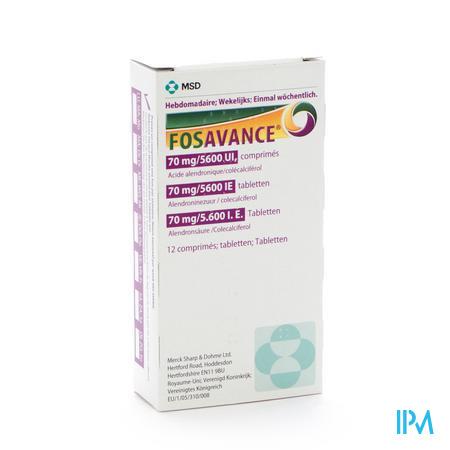 MSD
Hebdomadaire; Wekelijks; Einmal wöchentlich.
FOSAVANCE®
70 mg/5600 UI, comprimés
Acide alendronique/colécalciférol
70 mg/5600 IE tabletten
Alendroninezuur / colecalciferol
70 mg/5.600 I. E. Tabletten
Alendronsäure /Colecalciferol
12 comprimés; tabletten; Tabletten
Merck Sharp & Dohme Ltd.
Hertford Road, Hoddesdon
Hertfordshire EN11 9BU
Royaume-Uni; Verenigd Koninkrijk;
Vereinigtes Königreich
EU/1/05/310/008
IPM